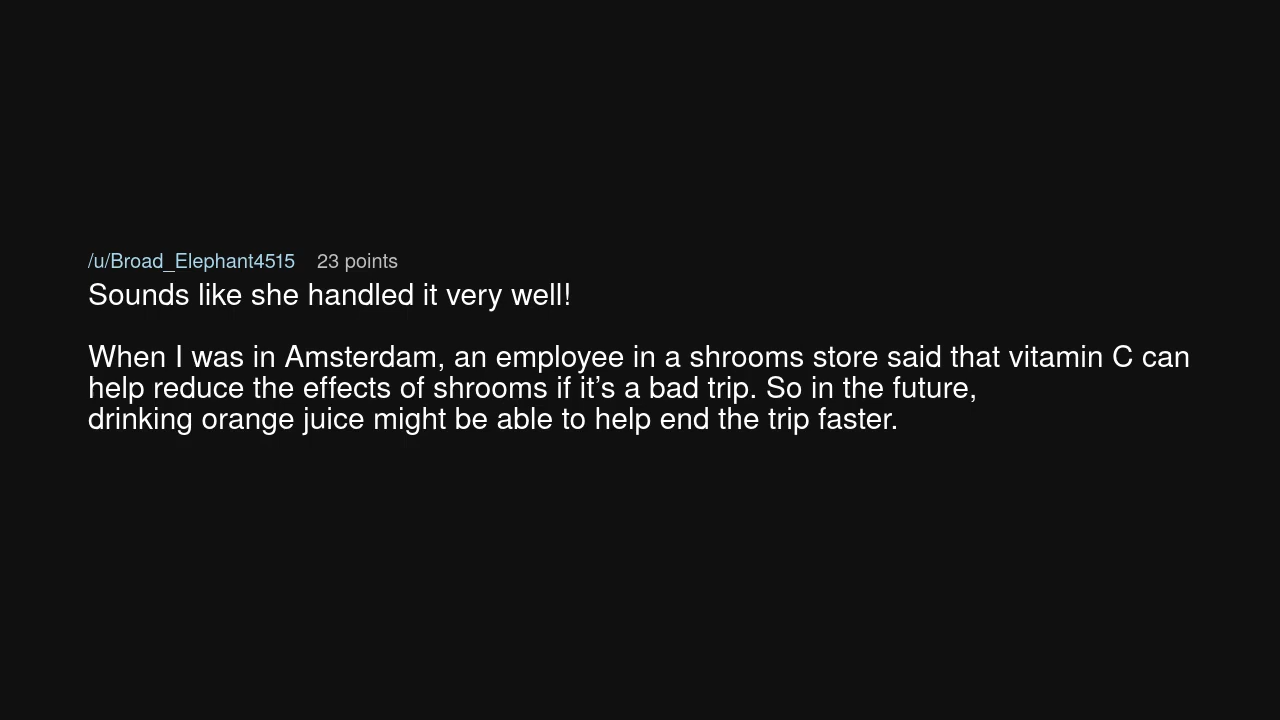 /u/Broad_Elephant4515 23 points
Sounds like she handled it very well!
When I was in Amsterdam, an employee in a shrooms store said that vitamin C can
help reduce the effects of shrooms if it’s a bad trip. So in the future,
drinking orange juice might be able to help end the trip faster.